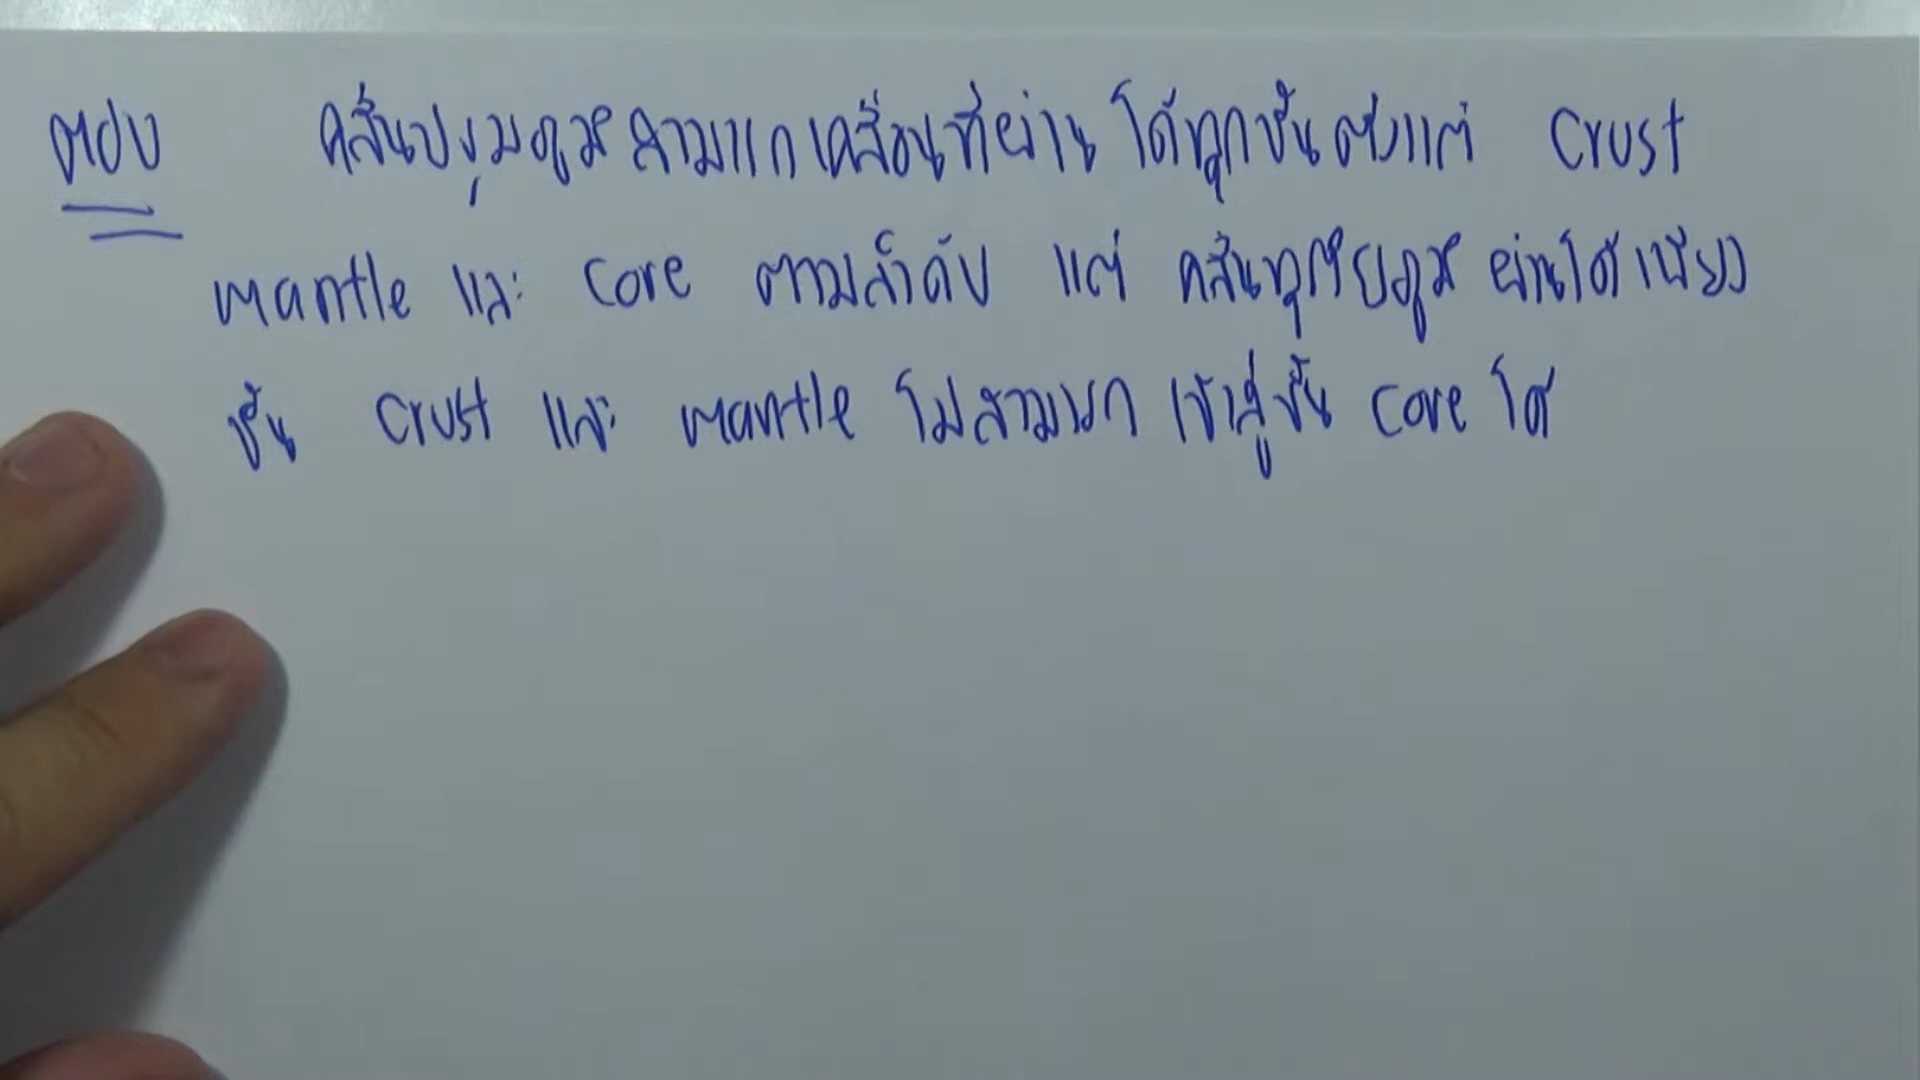 ตอบ คลื่นปฐมภูมิ สามารถเคลื่อนที่ผ่าน ได้ทุกชั้นตั้งแต่ Crust
mantle และ Core ตามลำดับ แต่ คลื่นทุติยภูมิ ผ่านได้เพียง
ชั้น Crust และ mantle ไม่สามารถ เข้าสู่ชั้น Core ได้